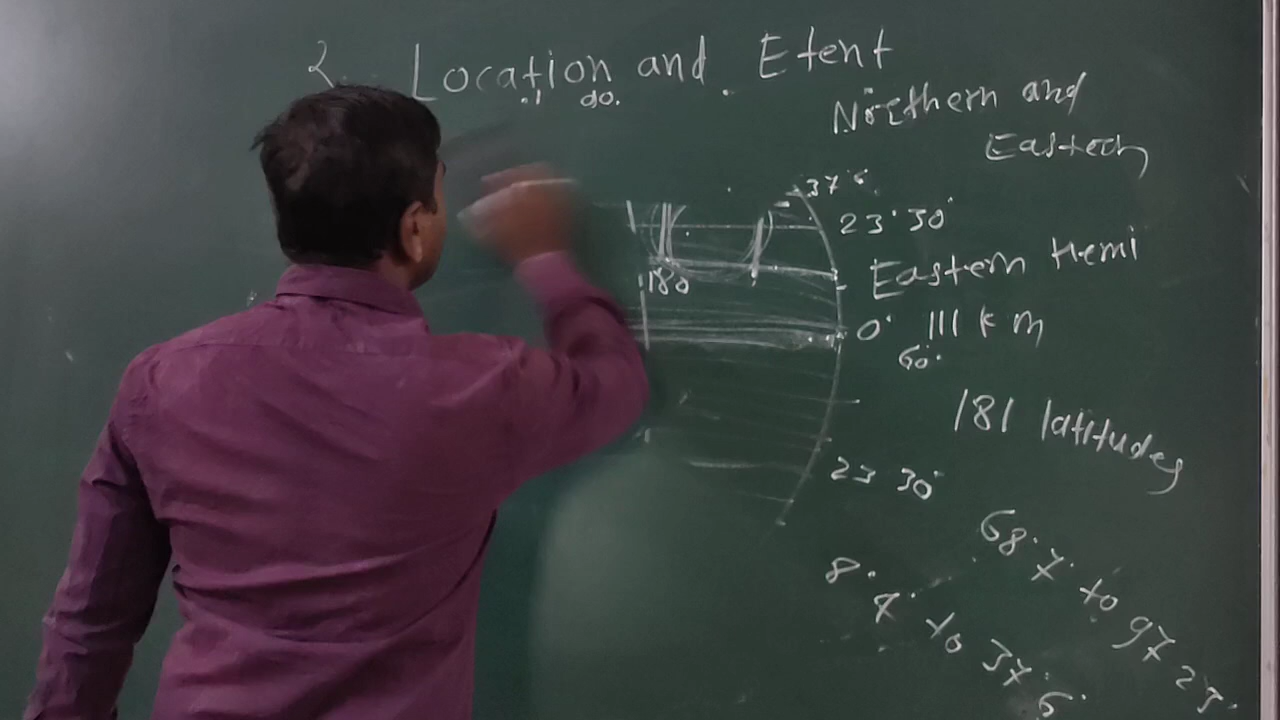 2. Location and Etent
Northern and
Eastern
37° 6
23° 30'
Eastern Hemi
180
0° 111 k m
60°
181 latitudes
23 30°
68° 7' to 97 25'
8° 4' to 37° 6'